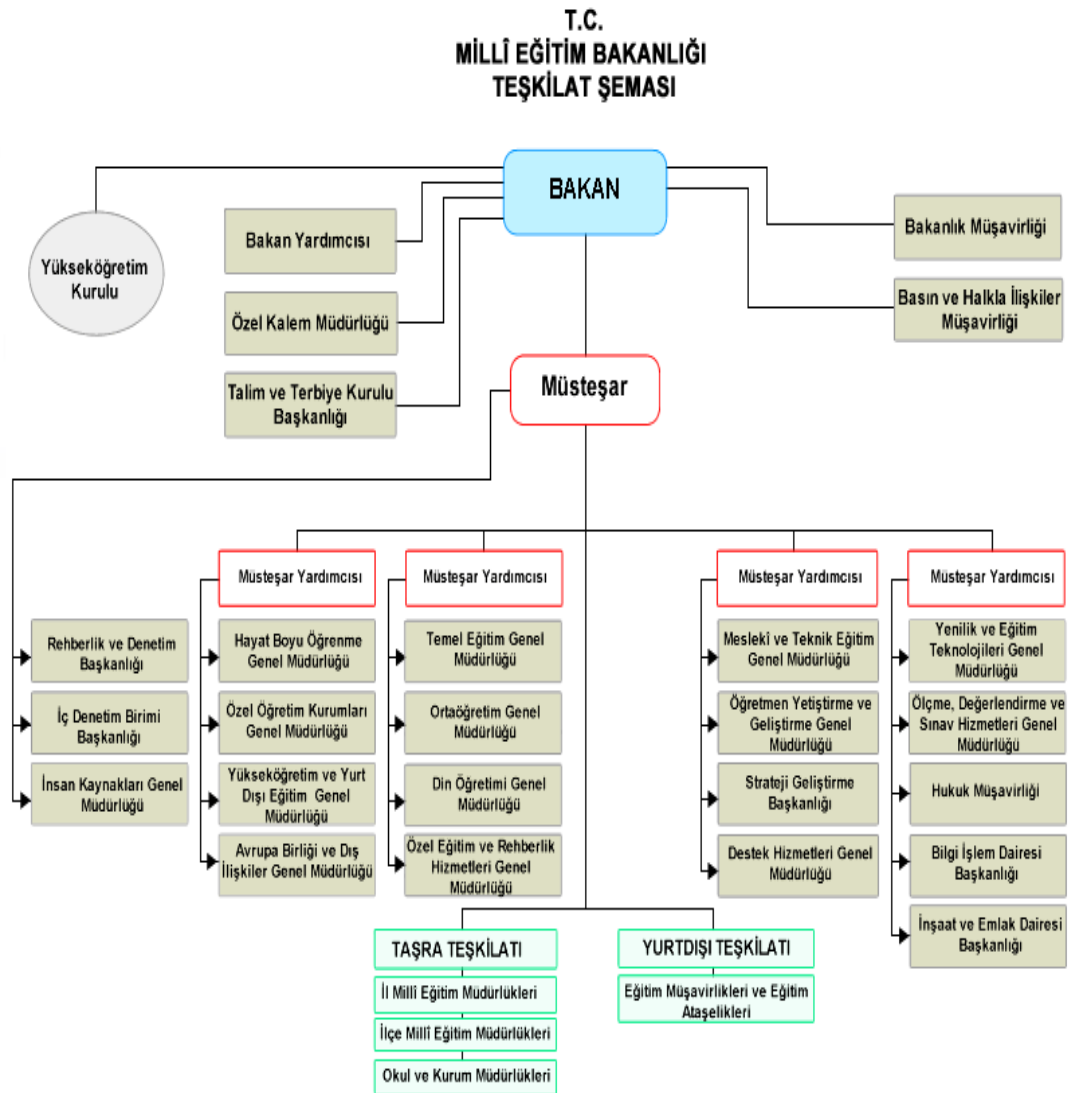 T.C.
MİLLÎ EĞİTİM BAKANLIĞI
TEŞKİLAT ŞEMASI
BAKAN
Yükseköğretim
Kurulu
Bakan Yardımcısı
Özel Kalem Müdürlüğü
Talim ve Terbiye Kurulu
Başkanlığı
Bakanlık Müşavirliği
Basın ve Halkla İlişkiler
Müşavirliği
Müsteşar
Rehberlik ve Denetim
Başkanlığı
İç Denetim Birimi
Başkanlığı
İnsan Kaynakları Genel
Müdürlüğü
Müsteşar Yardımcısı
Hayat Boyu Öğrenme
Genel Müdürlüğü
Özel Öğretim Kurumları
Genel Müdürlüğü
Yükseköğretim ve Yurt
Dışı Eğitim Genel
Müdürlüğü
Avrupa Birliği ve Dış
İlişkiler Genel Müdürlüğü
Müsteşar Yardımcısı
Temel Eğitim Genel
Müdürlüğü
Ortaöğretim Genel
Müdürlüğü
Din Öğretimi Genel
Müdürlüğü
Özel Eğitim ve Rehberlik
Hizmetleri Genel
Müdürlüğü
Müsteşar Yardımcısı
Meslekî ve Teknik Eğitim
Genel Müdürlüğü
Öğretmen Yetiştirme ve
Geliştirme Genel
Müdürlüğü
Strateji Geliştirme
Başkanlığı
Destek Hizmetleri Genel
Müdürlüğü
Müsteşar Yardımcısı
Yenilik ve Eğitim
Teknolojileri Genel
Müdürlüğü
Ölçme, Değerlendirme ve
Sınav Hizmetleri Genel
Müdürlüğü
Hukuk Müşavirliği
Bilgi İşlem Dairesi
Başkanlığı
İnşaat ve Emlak Dairesi
Başkanlığı
TAŞRA TEŞKİLATI
İl Millî Eğitim Müdürlükleri
İlçe Millî Eğitim Müdürlükleri
Okul ve Kurum Müdürlükleri
YURTDIŞI TEŞKİLATI
Eğitim Müşavirlikleri ve Eğitim
Ataşelikleri